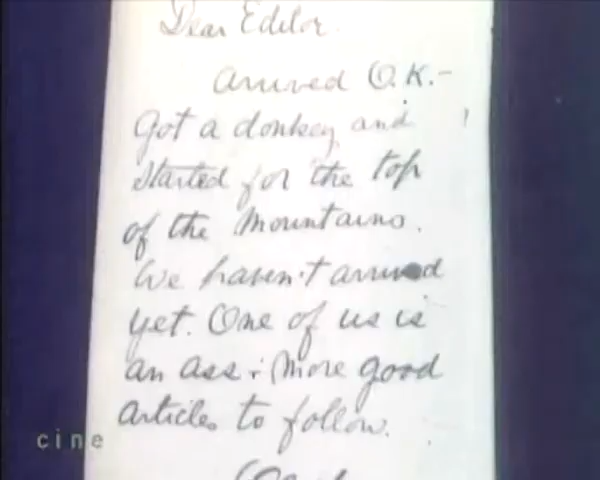 Dear Editor.
Arrived O.K.-
Got a donkey, and
started for the top
of the mountains.
We haven't arrived
yet. One of us is
an ass: More good
articles to follow.
cine